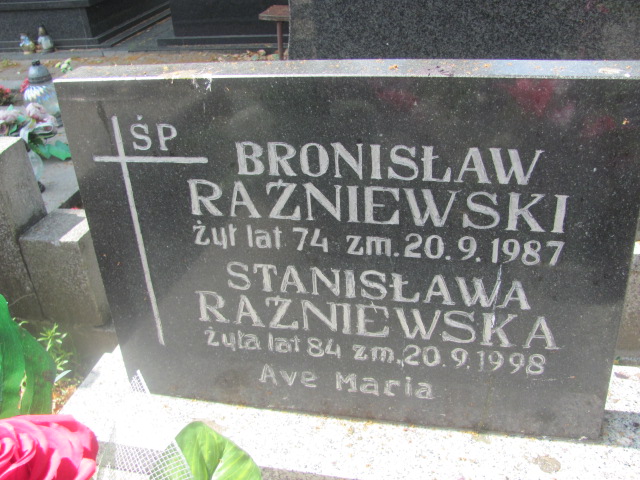 ŚP
BRONISŁAW
RAŹNIEWSKI
żył lat 74 zm. 20.9.1987
STANISŁAWA
RAŹNIEWSKA
żyła lat 84 zm. 20.9.1998
Ave Maria